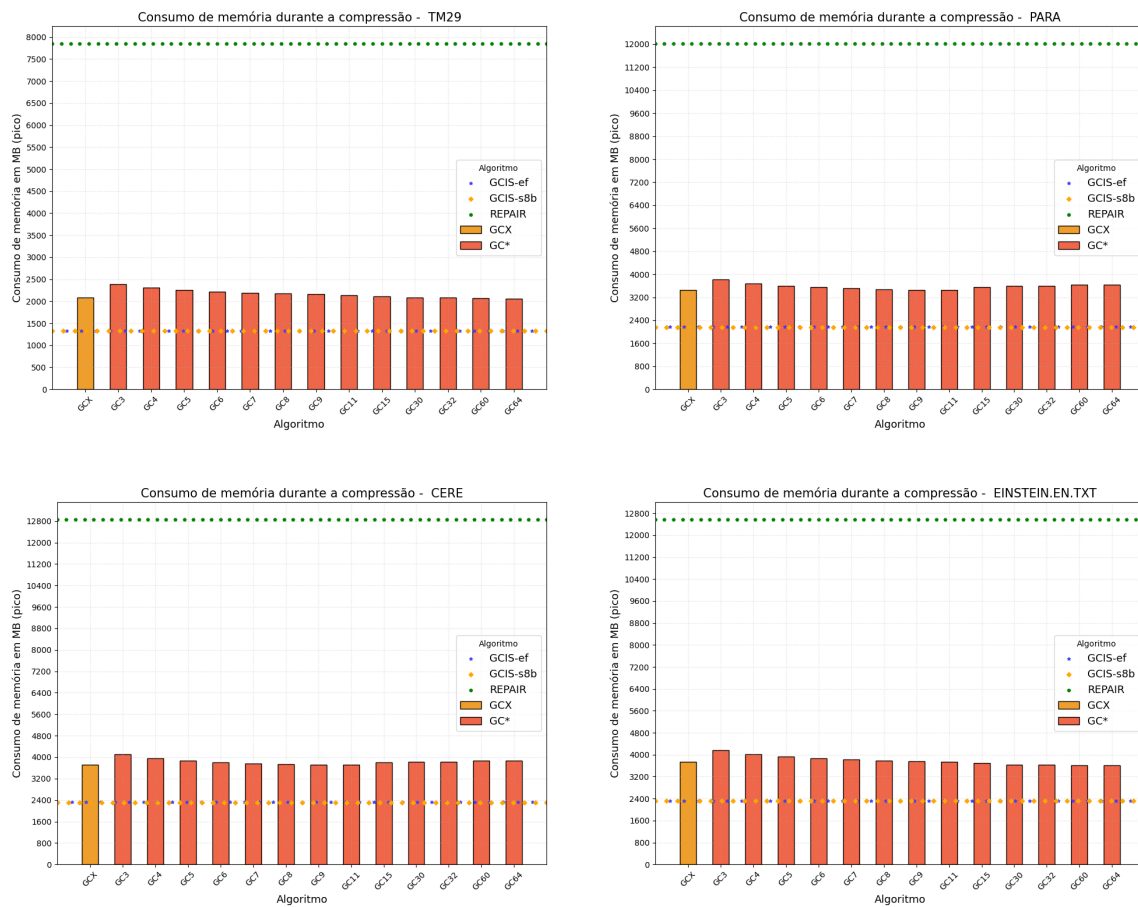 Consumo de memória durante a compressão -  TM29
Consumo de memória em MB (pico)
8000
7500
7000
6500
6000
5500
5000
4500
4000
3500
3000
2500
2000
1500
1000
500
0
Algoritmo
GCIS-ef
GCIS-s8b
REPAIR
GCX
GC*
GCX GC3 GC4 GC5 GC6 GC7 GC8 GC9 GC11 GC15 GC30 GC32 GC60 GC64
Algoritmo
Consumo de memória durante a compressão -  PARA
Consumo de memória em MB (pico)
12000
11200
10400
9600
8800
8000
7200
6400
5600
4800
4000
3200
2400
1600
800
0
Algoritmo
GCIS-ef
GCIS-s8b
REPAIR
GCX
GC*
GCX GC3 GC4 GC5 GC6 GC7 GC8 GC9 GC11 GC15 GC30 GC32 GC60 GC64
Algoritmo
Consumo de memória durante a compressão -  CERE
Consumo de memória em MB (pico)
12800
12000
11200
10400
9600
8800
8000
7200
6400
5600
4800
4000
3200
2400
1600
800
0
Algoritmo
GCIS-ef
GCIS-s8b
REPAIR
GCX
GC*
GCX GC3 GC4 GC5 GC6 GC7 GC8 GC9 GC11 GC15 GC30 GC32 GC60 GC64
Algoritmo
Consumo de memória durante a compressão -  EINSTEIN.EN.TXT
Consumo de memória em MB (pico)
12800
12000
11200
10400
9600
8800
8000
7200
6400
5600
4800
4000
3200
2400
1600
800
0
Algoritmo
GCIS-ef
GCIS-s8b
REPAIR
GCX
GC*
GCX GC3 GC4 GC5 GC6 GC7 GC8 GC9 GC11 GC15 GC30 GC32 GC60 GC64
Algoritmo